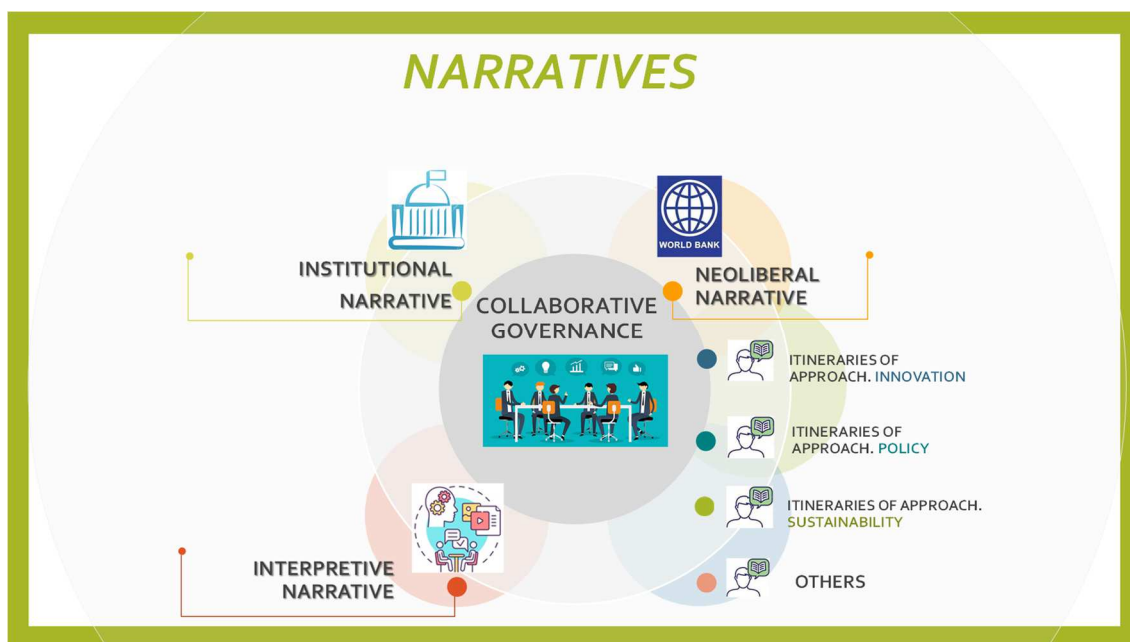 NARRATIVES
WORLD BANK
INSTITUTIONAL
NARRATIVE
NEOLIBERAL
NARRATIVE
COLLABORATIVE
GOVERNANCE
ITINERARIES OF
APPROACH. INNOVATION
ITINERARIES OF
APPROACH. POLICY
ITINERARIES OF APPROACH.
SUSTAINABILITY
INTERPRETIVE
NARRATIVE
OTHERS